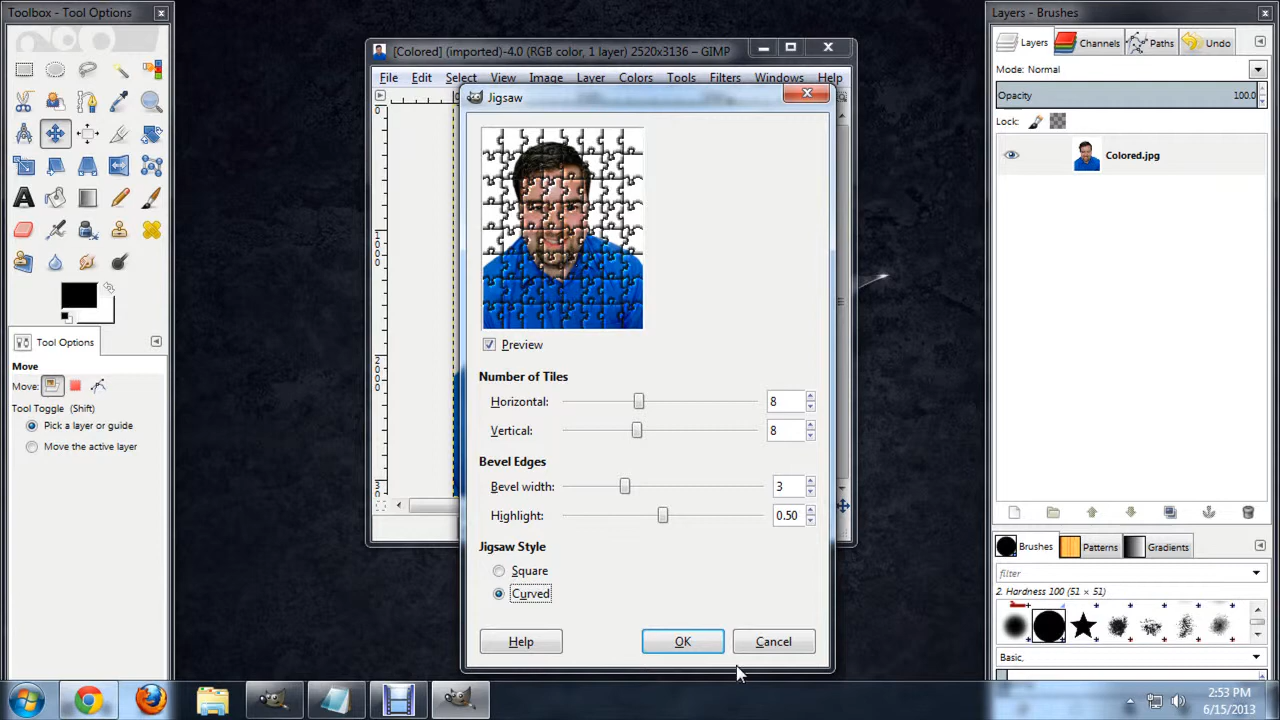 Toolbox - Tool Options
Tool Options
Move
Move:
Tool Toggle (Shift)
Pick a layer or guide
Move the active layer
[Colored] (imported)-4.0 (RGB color, 1 layer) 2520x3136 – GIMP
File Edit Select View Image Layer Colors Tools Filters Windows Help
Jigsaw
Preview
Number of Tiles
Horizontal: 8
Vertical: 8
Bevel Edges
Bevel width: 3
Highlight: 0.50
Jigsaw Style
Square
Curved
Help OK Cancel
Layers - Brushes
Layers Channels Paths Undo
Mode: Normal
Opacity 100.0
Lock:
Colored.jpg
Brushes Patterns Gradients
filter
2. Hardness 100 (51 × 51)
Basic,
2:53 PM
6/15/2013